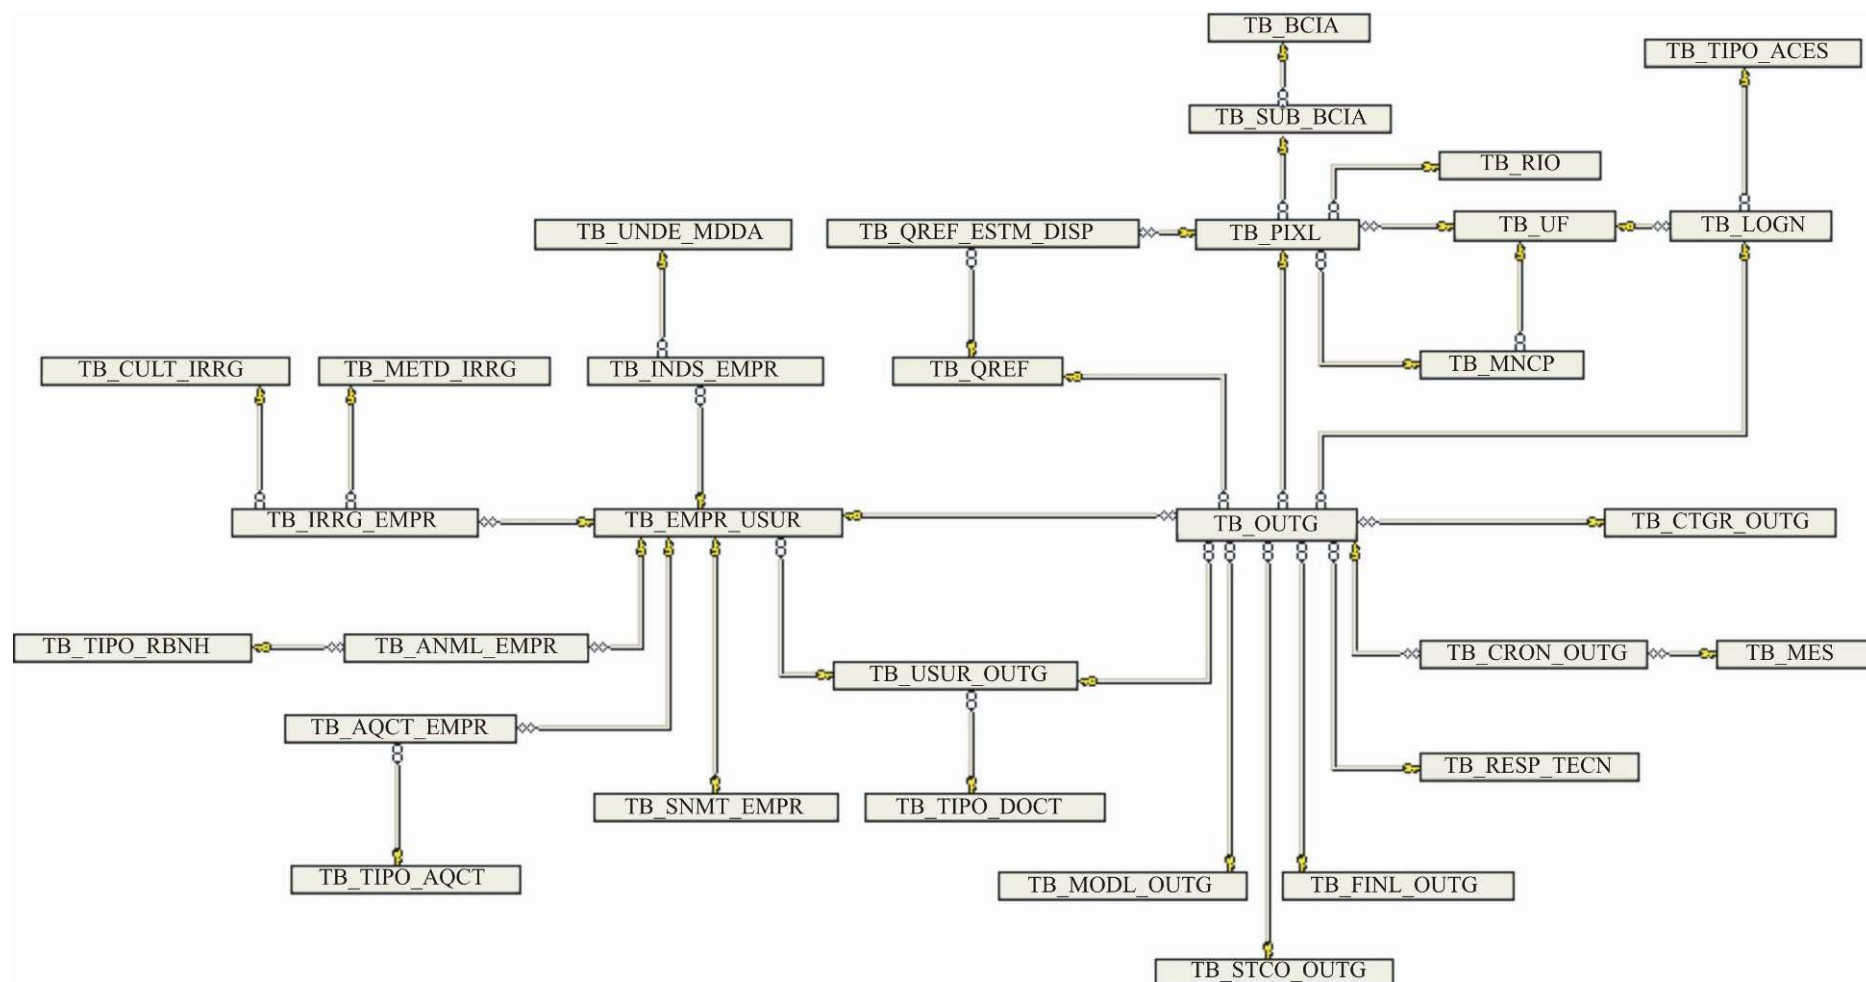 TB_BCIA
TB_TIPO_ACES
TB_SUB_BCIA
TB_RIO
TB_UNDE_MDDA
TB_QREF_ESTM_DISP
TB_PIXL
TB_UF
TB_LOGN
TB_CULT_IRRG
TB_METD_IRRG
TB_INDS_EMPR
TB_QREF
TB_MNCP
TB_IRRG_EMPR
TB_EMPR_USUR
TB_OUTG
TB_CTGR_OUTG
TB_TIPO_RBNH
TB_ANML_EMPR
TB_USUR_OUTG
TB_CRON_OUTG
TB_MES
TB_AQCT_EMPR
TB_RESP_TECN
TB_SNMT_EMPR
TB_TIPO_DOCT
TB_TIPO_AQCT
TB_MODL_OUTG
TB_FINL_OUTG
TB_STCO_OUTG